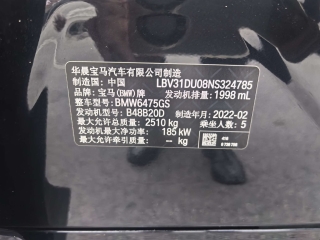 华晨宝马汽车有限公司制造
制造国: 中国 LBV31DU08NS324785
品牌: 宝马(BMW)牌 发动机排量: 1998 mL
整车型号: BMW6475GS
发动机型号: B48B20D 制造年月: 2022-02
最大允许总质量: 2510 kg 乘坐人数: 5
发动机最大净功率: 185 kW
最大允许牵引质量: -- kg